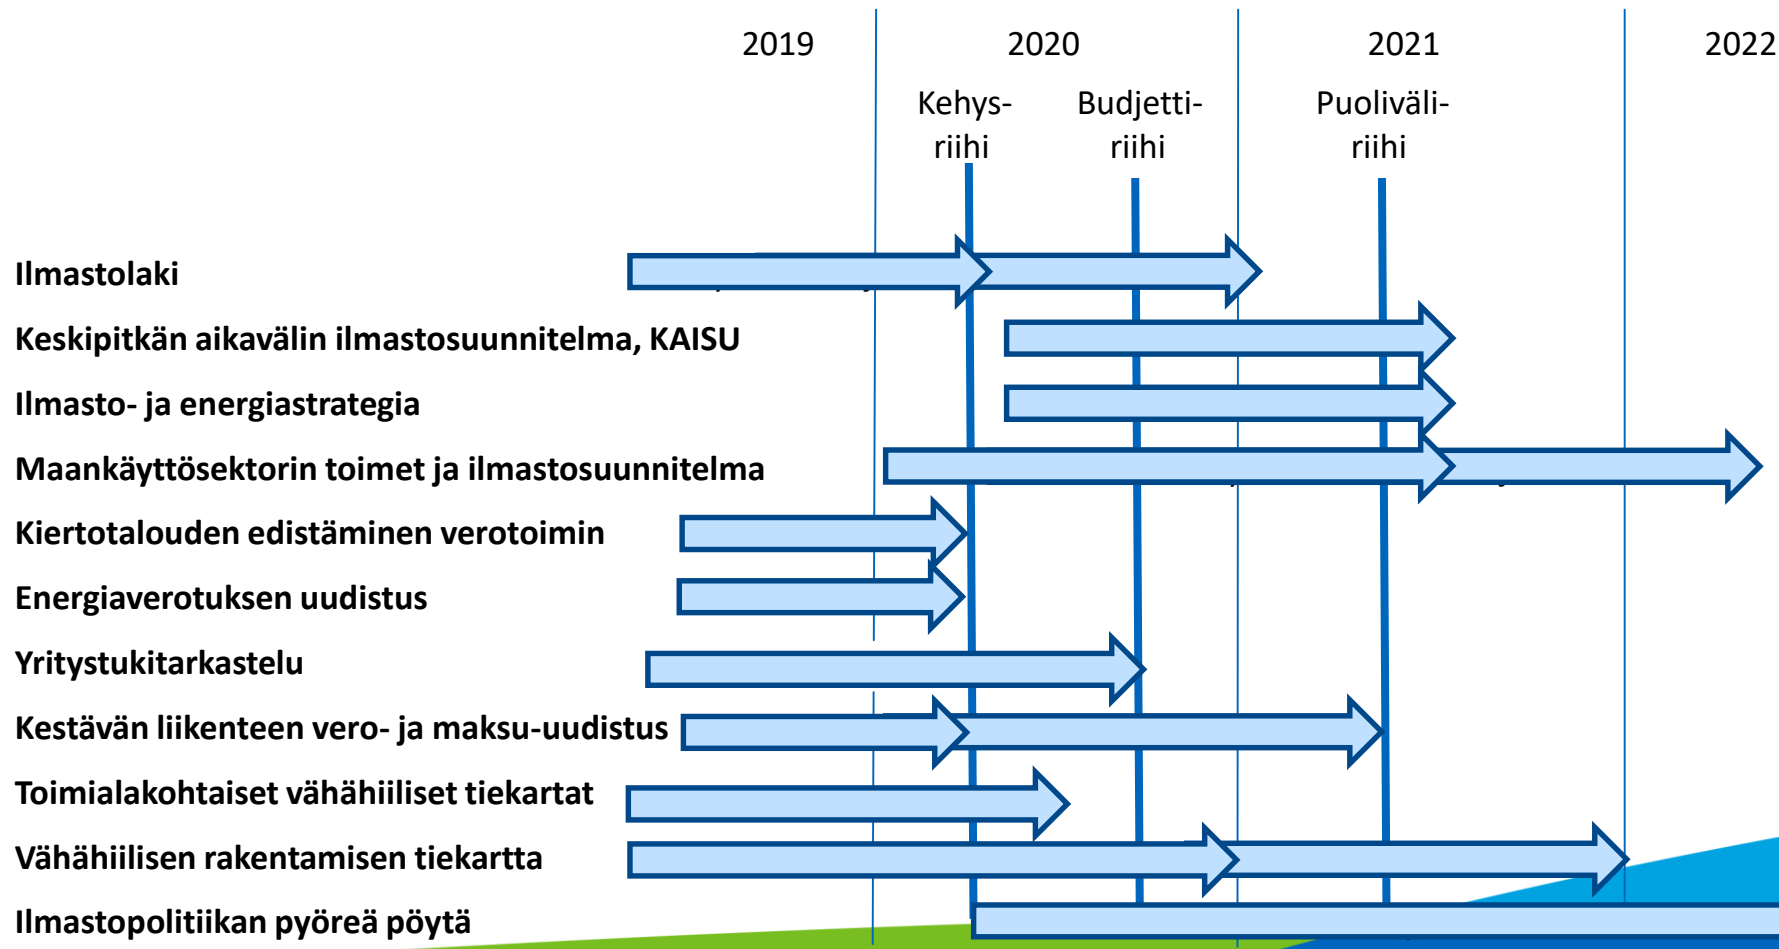 2019 2020 2021 2022
Kehys- Budjetti- Puoliväli-
riihi riihi riihi
Ilmastolaki
Keskipitkän aikavälin ilmastosuunnitelma, KAISU
Ilmasto- ja energiastrategia
Maankäyttösektorin toimet ja ilmastosuunnitelma
Kiertotalouden edistäminen verotoimin
Energiaverotuksen uudistus
Yritystukitarkastelu
Kestävän liikenteen vero- ja maksu-uudistus
Toimialakohtaiset vähähiiliset tiekartat
Vähähiilisen rakentamisen tiekartta
Ilmastopolitiikan pyöreä pöytä